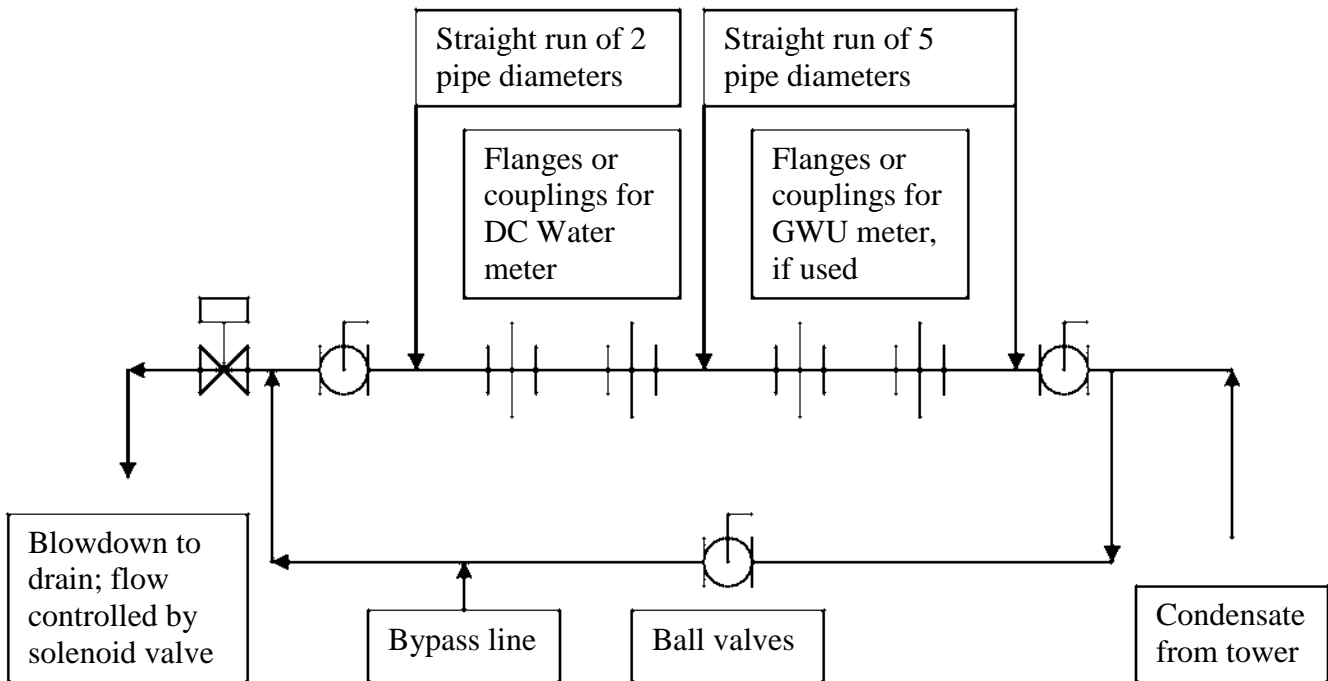 Straight run of 2
pipe diameters
Straight run of 5
pipe diameters
Flanges or
couplings for
DC Water
meter
Flanges or
couplings for
GWU meter,
if used
Blowdown to
drain; flow
controlled by
solenoid valve
Bypass line
Ball valves
Condensate
from tower